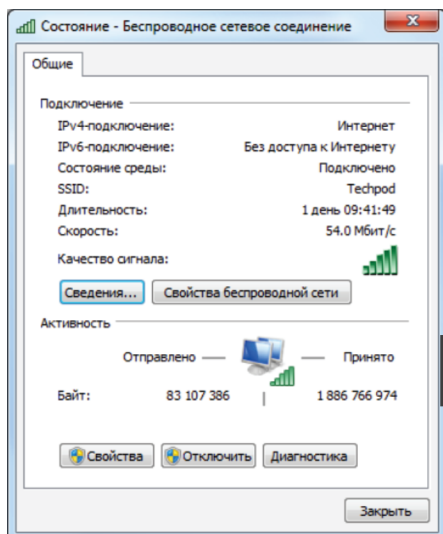 Состояние - Беспроводное сетевое соединение
Общие
Подключение
IPv4-подключение: Интернет
IPv6-подключение: Без доступа к Интернету
Состояние среды: Подключено
SSID: Techpod
Длительность: 1 день 09:41:49
Скорость: 54.0 Мбит/с
Качество сигнала:
Сведения... Свойства беспроводной сети
Активность
Отправлено — — Принято
Байт: 83 107 386 | 1 886 766 974
Свойства Отключить Диагностика
Закрыть